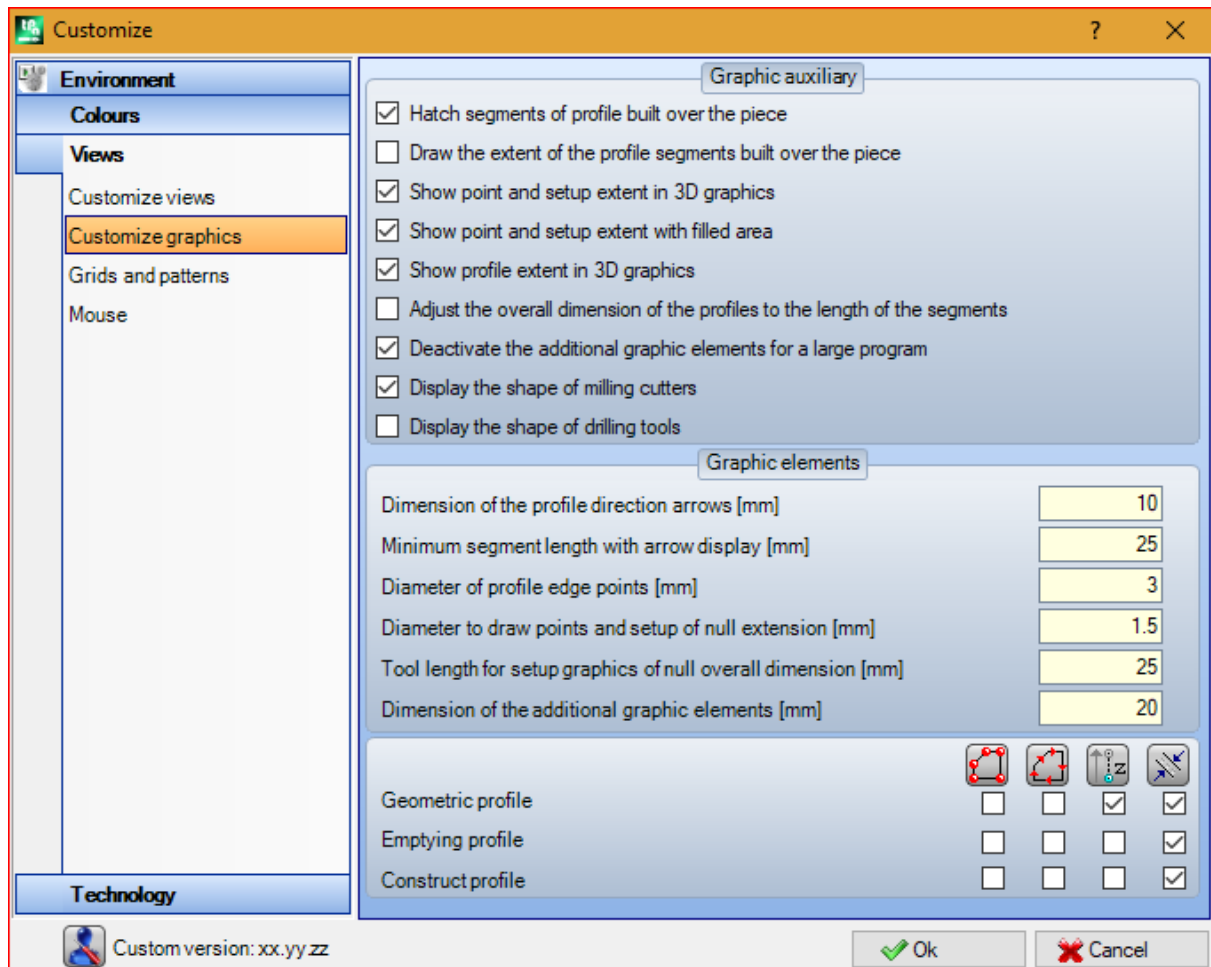 Customize ?
Environment
Colours
Views
Customize views
Customize graphics
Grids and patterns
Mouse
Technology
Graphic auxiliary
Hatch segments of profile built over the piece
Draw the extent of the profile segments built over the piece
Show point and setup extent in 3D graphics
Show point and setup extent with filled area
Show profile extent in 3D graphics
Adjust the overall dimension of the profiles to the length of the segments
Deactivate the additional graphic elements for a large program
Display the shape of milling cutters
Display the shape of drilling tools
Graphic elements
Dimension of the profile direction arrows [mm] 10
Minimum segment length with arrow display [mm] 25
Diameter of profile edge points [mm] 3
Diameter to draw points and setup of null extension [mm] 1.5
Tool length for setup graphics of null overall dimension [mm] 25
Dimension of the additional graphic elements [mm] 20
z
Geometric profile
Emptying profile
Construct profile
Custom version: xx.yy.zz
Ok Cancel